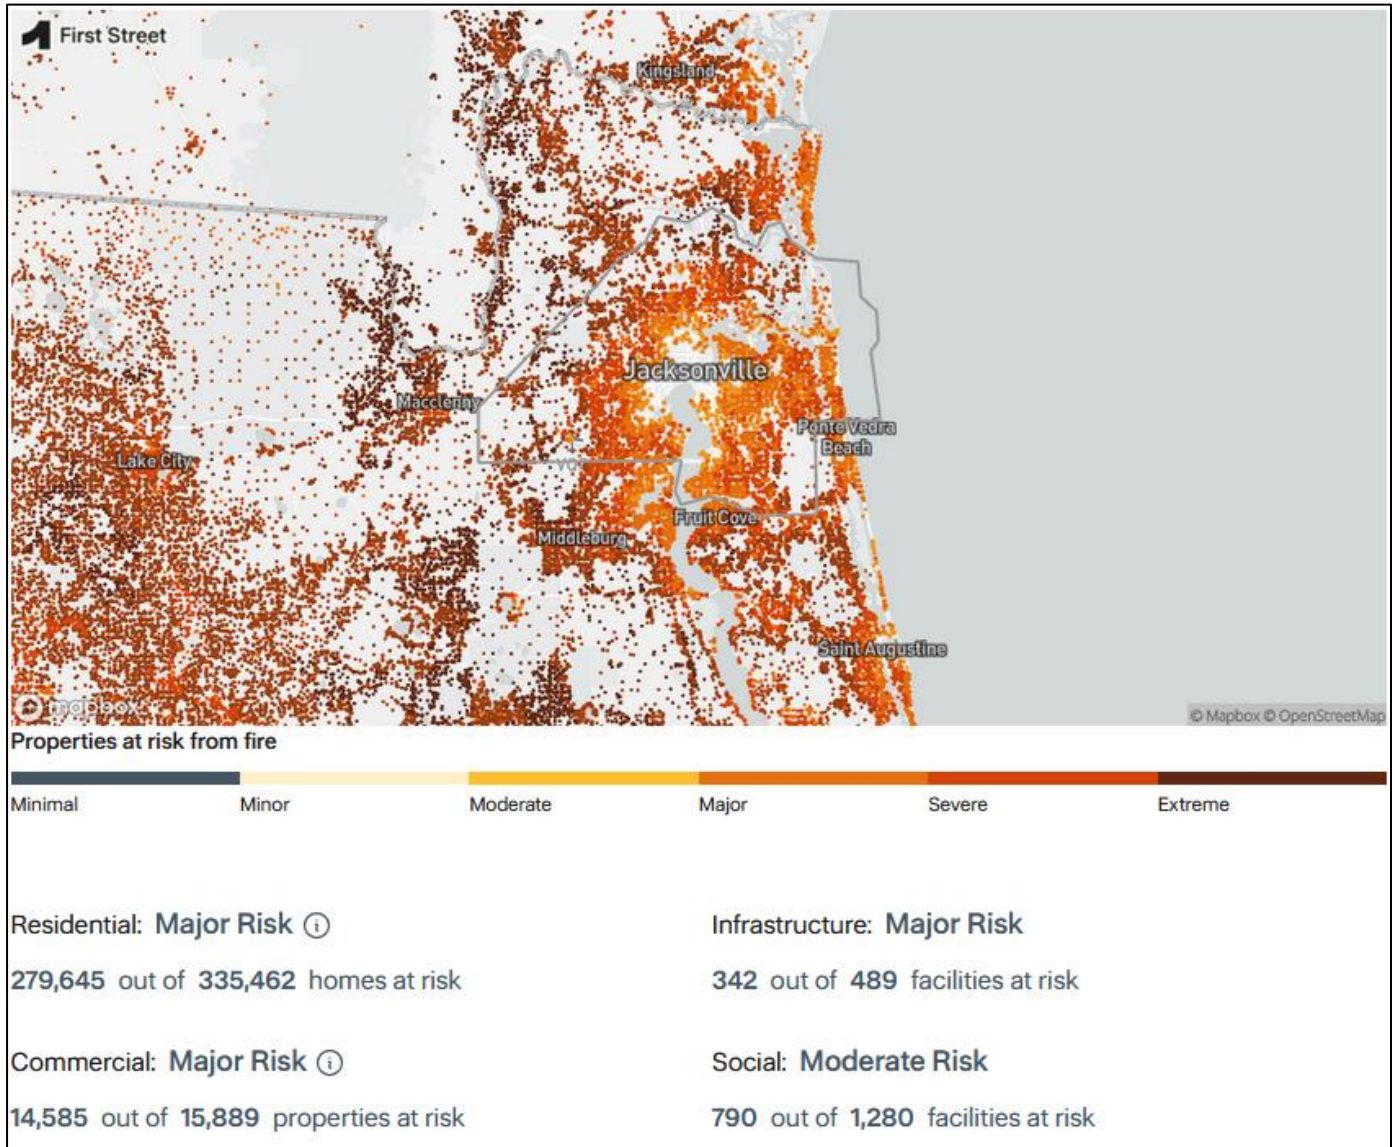 First Street
Kingsland
Jacksonville
Macclenny
Ponte Vedra
Beach
Lake City
Fruit Cove
Middleburg
Saint Augustine
mapbox
© Mapbox © OpenStreetMap
Properties at risk from fire
Minimal Minor Moderate Major Severe Extreme
Residential: Major Risk
Infrastructure: Major Risk
279,645 out of 335,462 homes at risk
342 out of 489 facilities at risk
Commercial: Major Risk
Social: Moderate Risk
14,585 out of 15,889 properties at risk
790 out of 1,280 facilities at risk